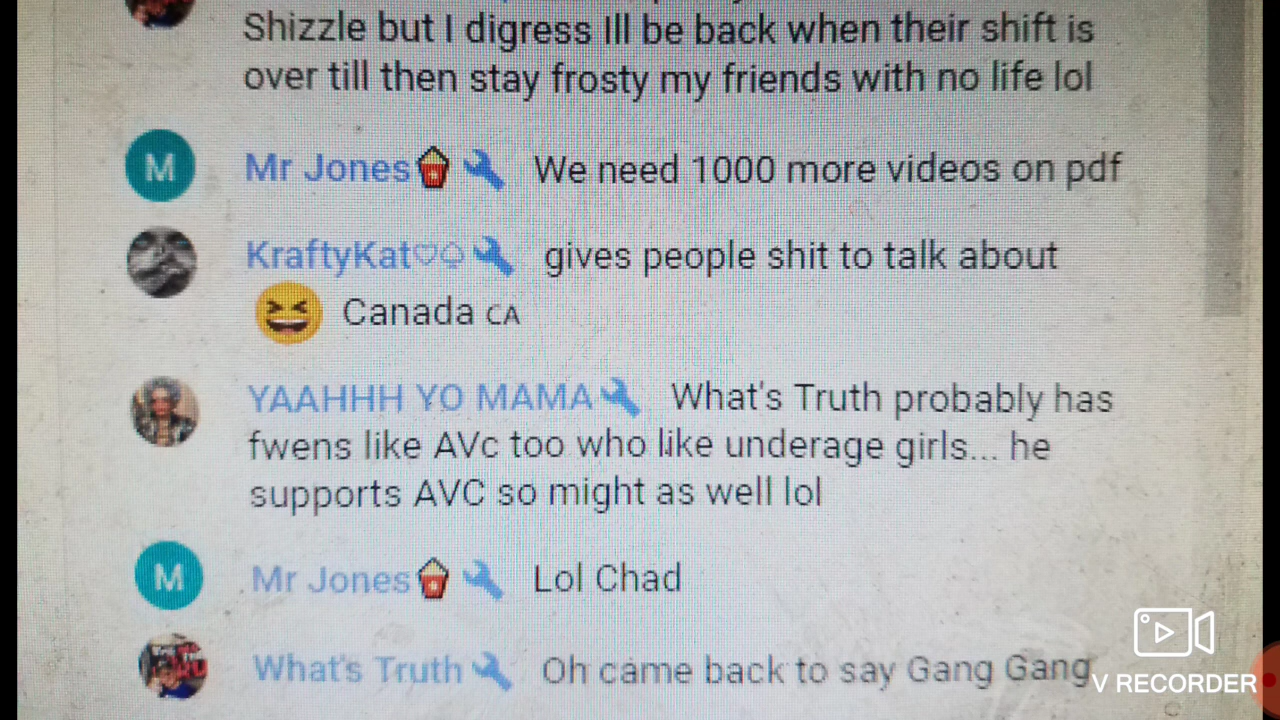 Shizzle but I digress Ill be back when their shift is
over till then stay frosty my friends with no life lol
M
Mr Jones🍿🔧 We need 1000 more videos on pdf
KraftyKat♡♤🔧 gives people shit to talk about
😆 Canada CA
YAAHHH YO MAMA🔧 What's Truth probably has
fwens like AVc too who like underage girls... he
supports AVC so might as well lol
M
Mr Jones🍿🔧 Lol Chad
What's Truth🔧 Oh came back to say Gang Gang
V RECORDER